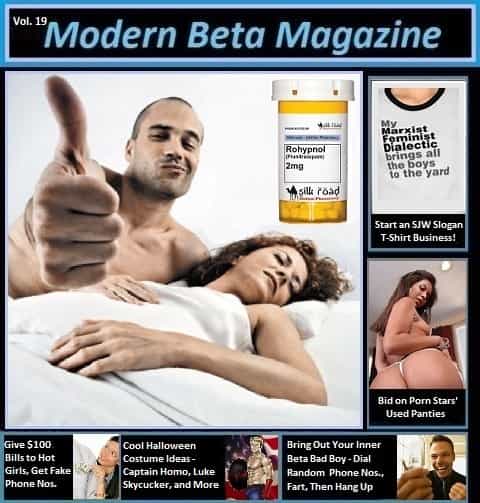 Vol. 19
Modern Beta Magazine
silk road
Rohypnol
(Flunitrazepam)
2mg
silk road
My
Marxist
Feminist
Dialectic
brings all
the boys
to the yard
Start an SJW Slogan
T-Shirt Business!
Bid on Porn Stars'
Used Panties
Give $100
Bills to Hot
Girls, Get Fake
Phone Nos.
Cool Halloween
Costume Ideas -
Captain Homo, Luke
Skycucker, and More
Bring Out Your Inner
Beta Bad Boy - Dial
Random Phone Nos.,
Fart, Then Hang Up